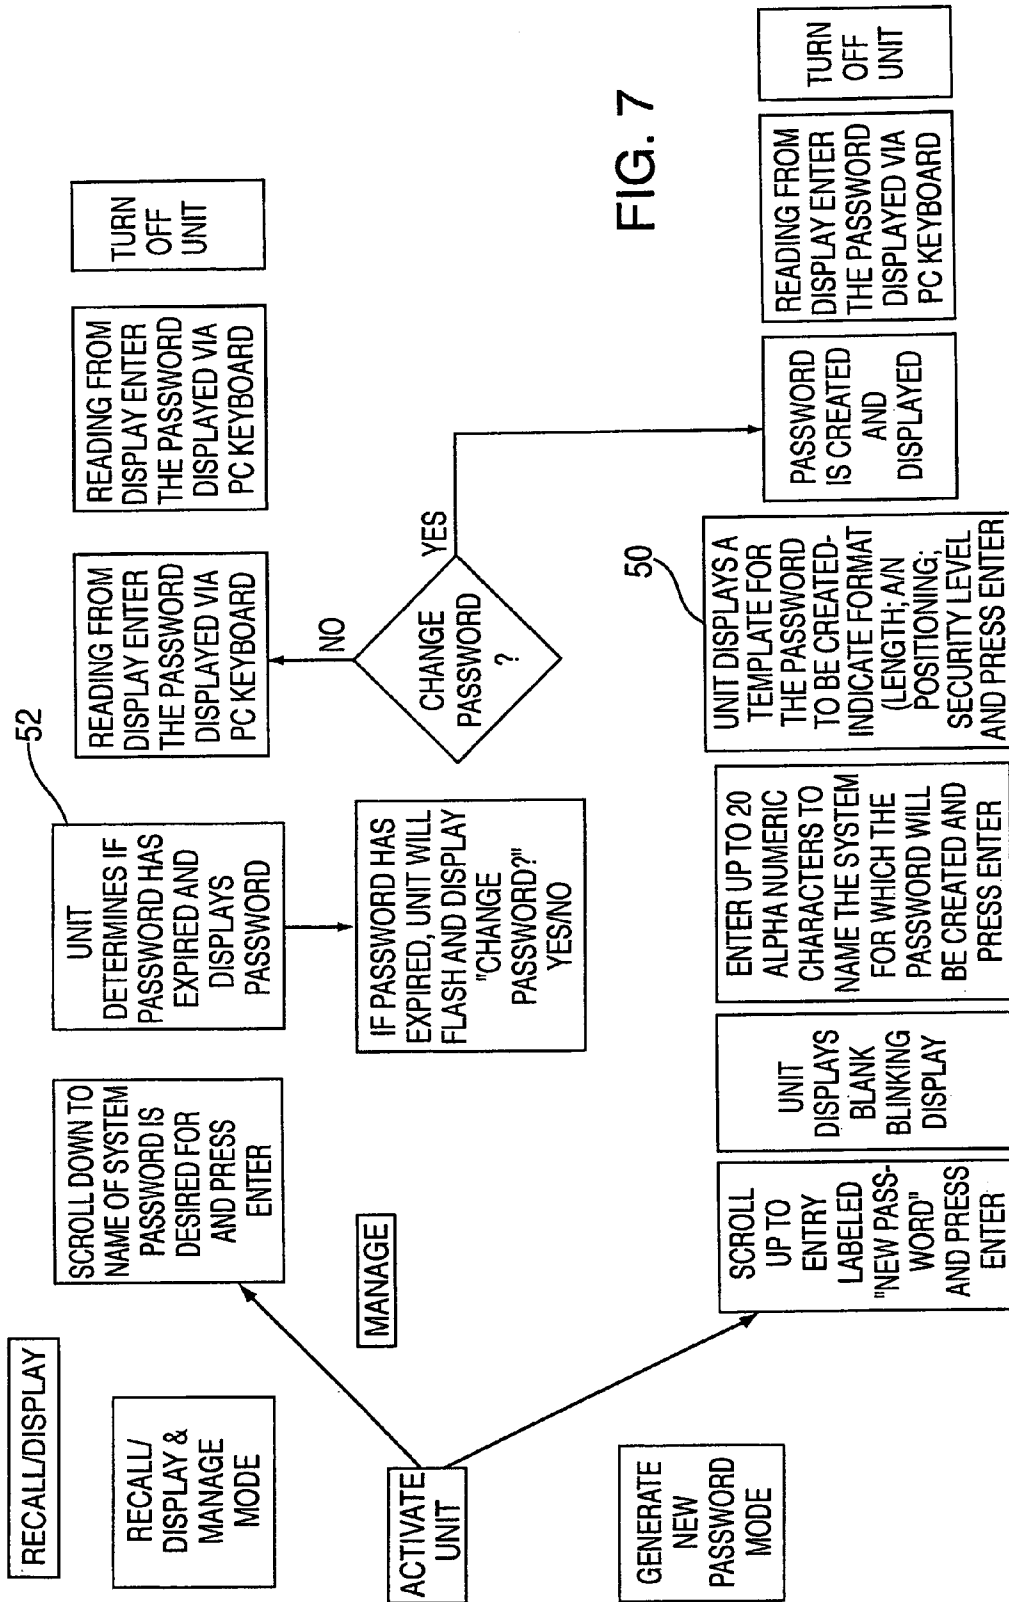 RECALL/DISPLAY
RECALL/
DISPLAY &
MANAGE
MODE
SCROLL DOWN TO
NAME OF SYSTEM
PASSWORD IS
DESIRED FOR
AND PRESS
ENTER
52
UNIT
DETERMINES IF
PASSWORD HAS
EXPIRED AND
DISPLAYS
PASSWORD
READING FROM
DISPLAY ENTER
THE PASSWORD
DISPLAYED VIA
PC KEYBOARD
READING FROM
DISPLAY ENTER
THE PASSWORD
DISPLAYED VIA
PC KEYBOARD
TURN
OFF
UNIT
MANAGE
IF PASSWORD HAS
EXPIRED, UNIT WILL
FLASH AND DISPLAY
"CHANGE
PASSWORD?"
YES/NO
NO
CHANGE
PASSWORD
?
YES
ACTIVATE
UNIT
FIG. 7
GENERATE
NEW
PASSWORD
MODE
SCROLL
UP TO
ENTRY
LABELED
"NEW PASS-
WORD"
AND PRESS
ENTER
UNIT
DISPLAYS
BLANK
BLINKING
DISPLAY
ENTER UP TO 20
ALPHA NUMERIC
CHARACTERS TO
NAME THE SYSTEM
FOR WHICH THE
PASSWORD WILL
BE CREATED AND
PRESS ENTER
50
UNIT DISPLAYS A
TEMPLATE FOR
THE PASSWORD
TO BE CREATED-
INDICATE FORMAT
(LENGTH; A/N
POSITIONING;
SECURITY LEVEL
AND PRESS ENTER
PASSWORD
IS CREATED
AND
DISPLAYED
READING FROM
DISPLAY ENTER
THE PASSWORD
DISPLAYED VIA
PC KEYBOARD
TURN
OFF
UNIT